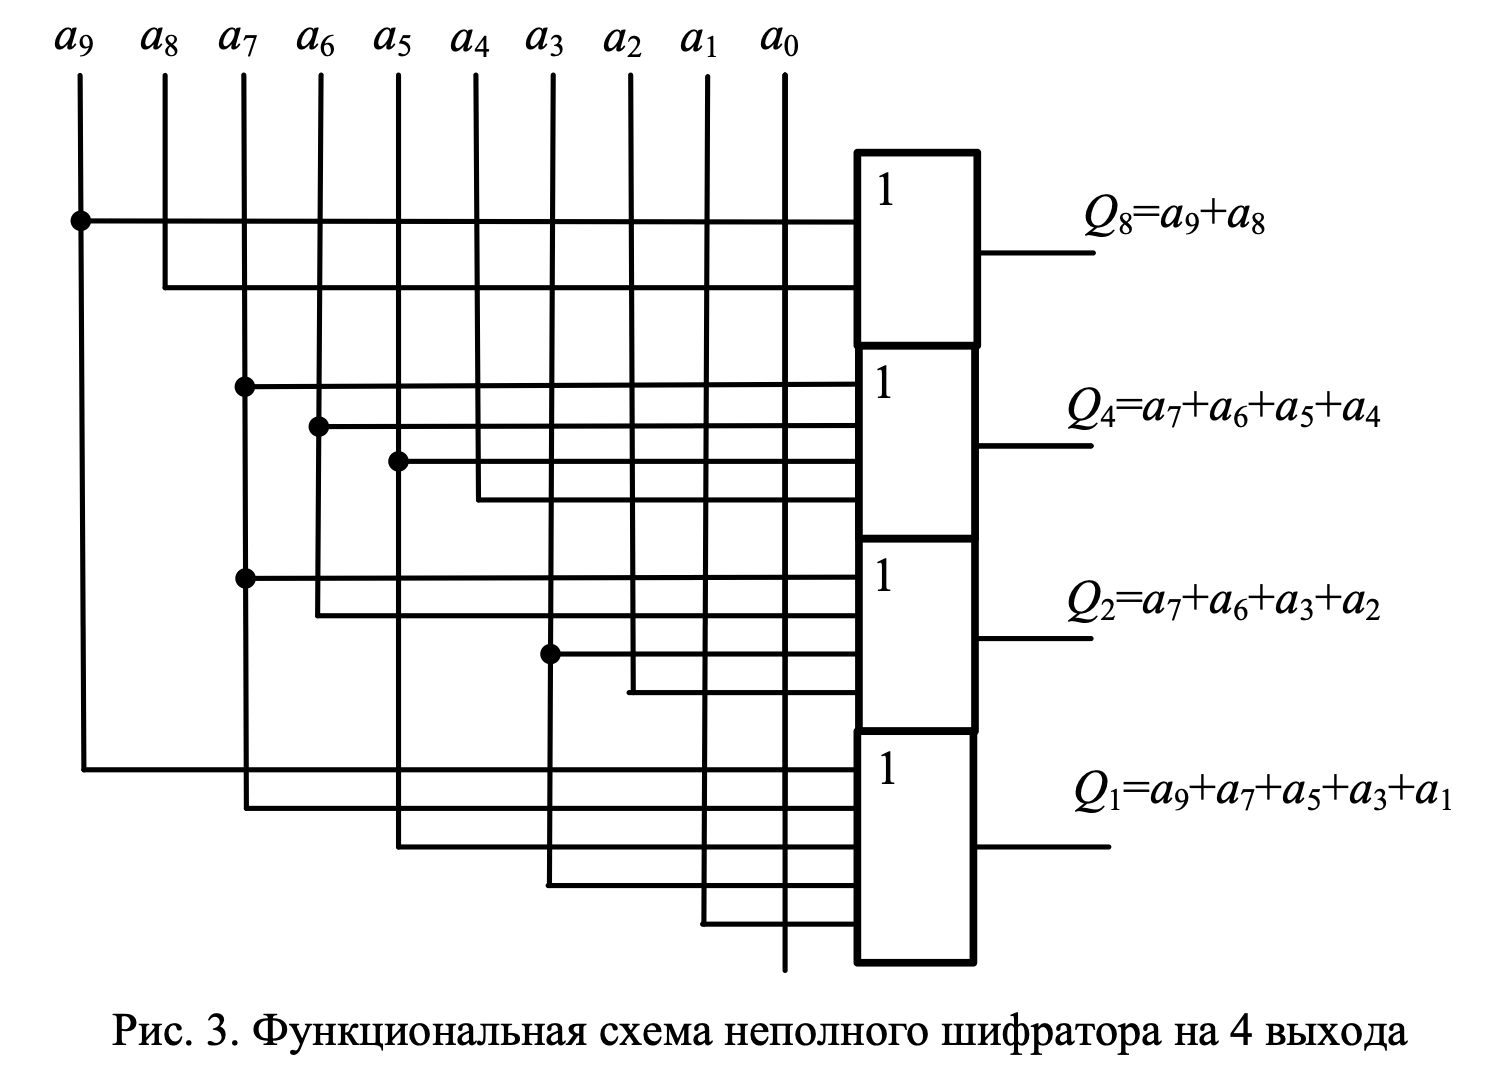 a₉ a₈ a₇ a₆ a₅ a₄ a₃ a₂ a₁ a₀
1
Q₈=a₉+a₈
1
Q₄=a₇+a₆+a₅+a₄
1
Q₂=a₇+a₆+a₃+a₂
1
Q₁=a₉+a₇+a₅+a₃+a₁
Рис. 3. Функциональная схема неполного шифратора на 4 выхода